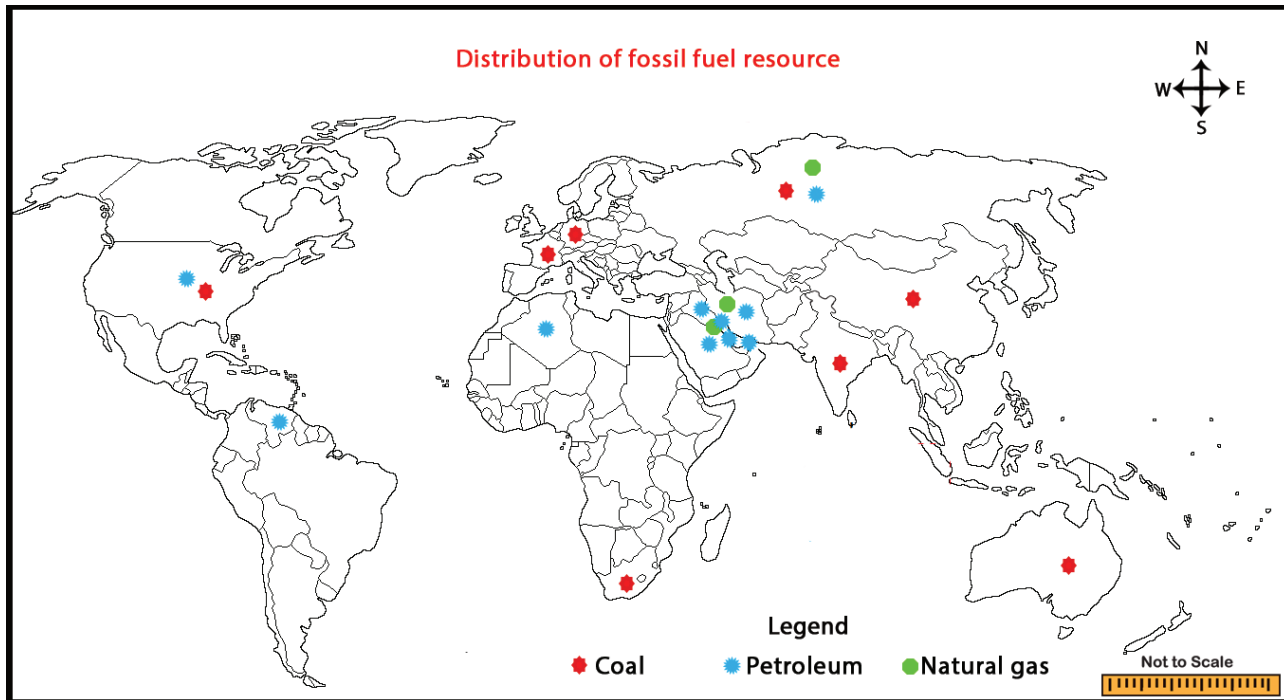 Distribution of fossil fuel resource
N
W E
S
Legend
Coal Petroleum Natural gas
Not to Scale